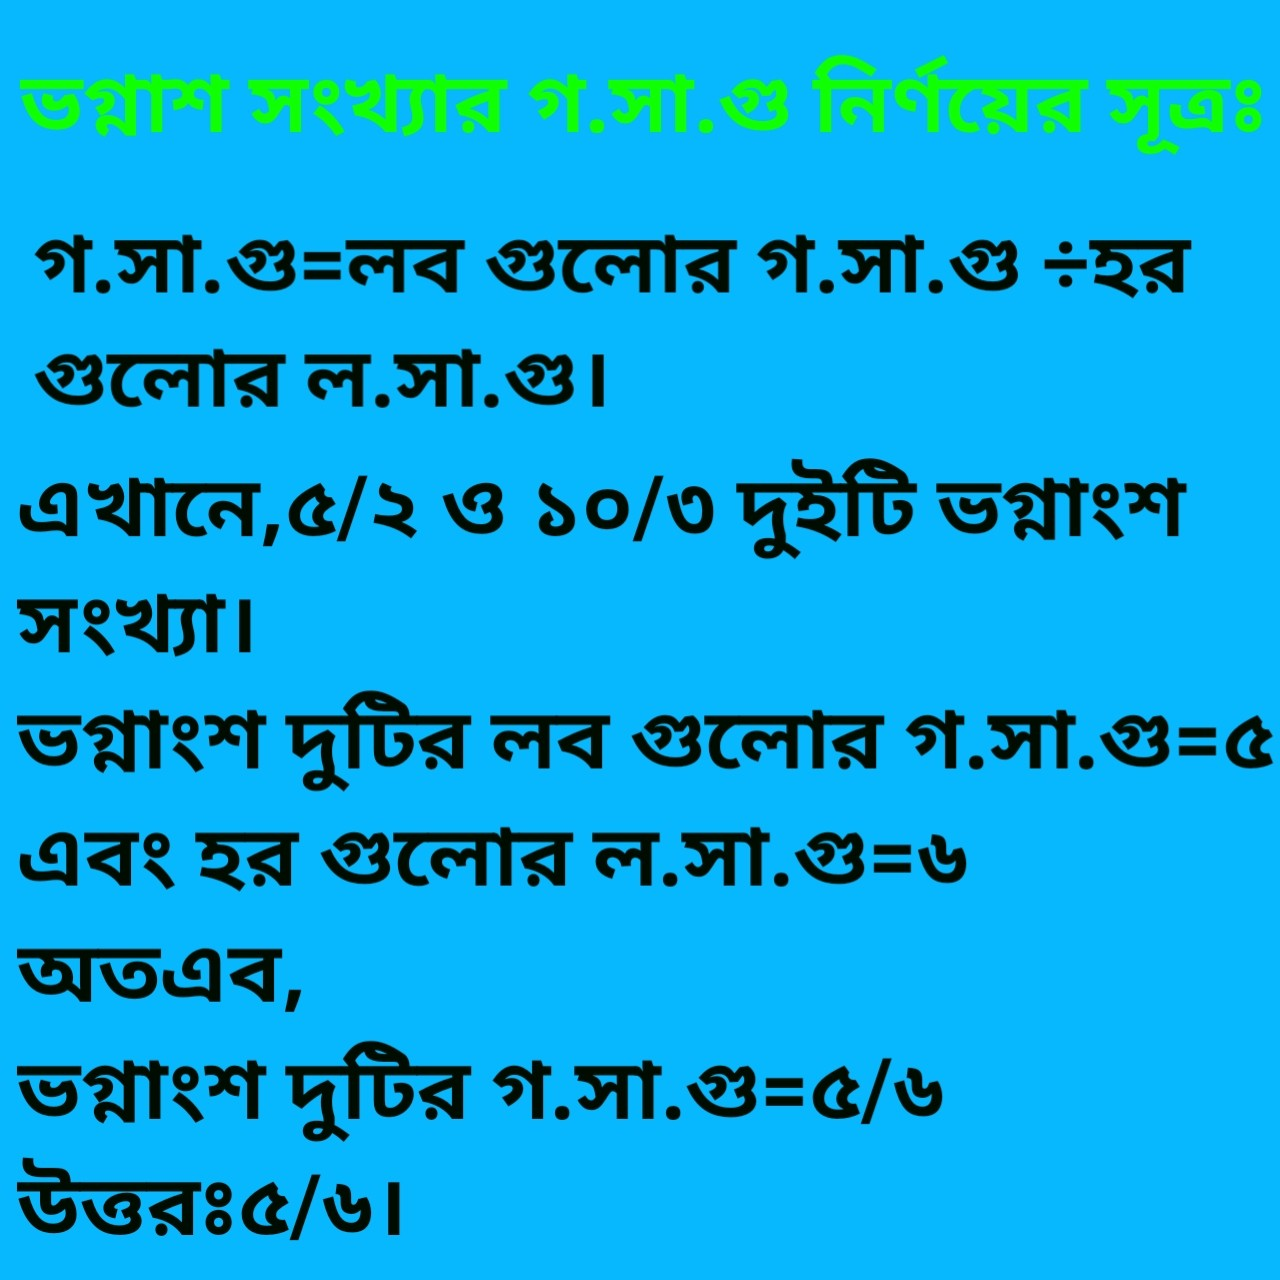 ভগ্নাশ সংখ্যার গ.সা.গু নির্ণয়ের সূত্রঃ
গ.সা.গু=লব গুলোর গ.সা.গু ÷হর
গুলোর ল.সা.গু।
এখানে,৫/২ ও ১০/৩ দুইটি ভগ্নাংশ
সংখ্যা।
ভগ্নাংশ দুটির লব গুলোর গ.সা.গু=৫
এবং হর গুলোর ল.সা.গু=৬
অতএব,
ভগ্নাংশ দুটির গ.সা.গু=৫/৬
উত্তরঃ৫/৬।